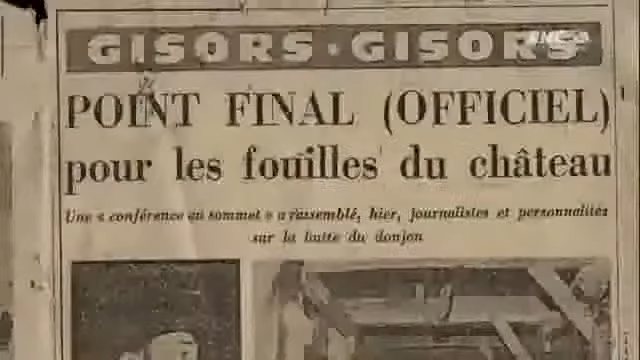 GISORS · GISORS
POINT FINAL (OFFICIEL)
pour les fouilles du château
Une « conférence au sommet » a rassemblé, hier, journalistes et personnalités
sur la butte du donjon